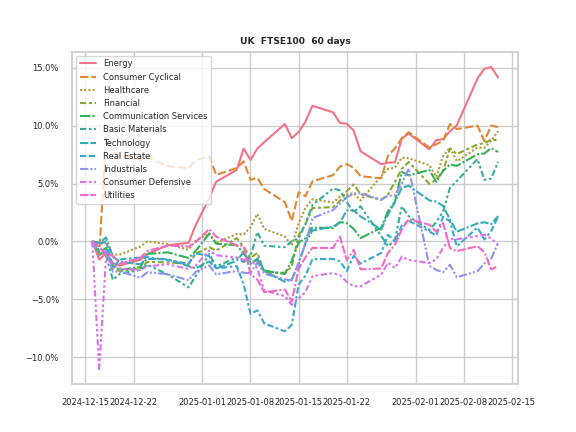 UK FTSE100 60 days
15.0%
10.0%
5.0%
0.0%
−5.0%
−10.0%
Energy
Consumer Cyclical
Healthcare
Financial
Communication Services
Basic Materials
Technology
Real Estate
Industrials
Consumer Defensive
Utilities
2024-12-15 2024-12-22 2025-01-01 2025-01-08 2025-01-15 2025-01-22 2025-02-01 2025-02-08 2025-02-15